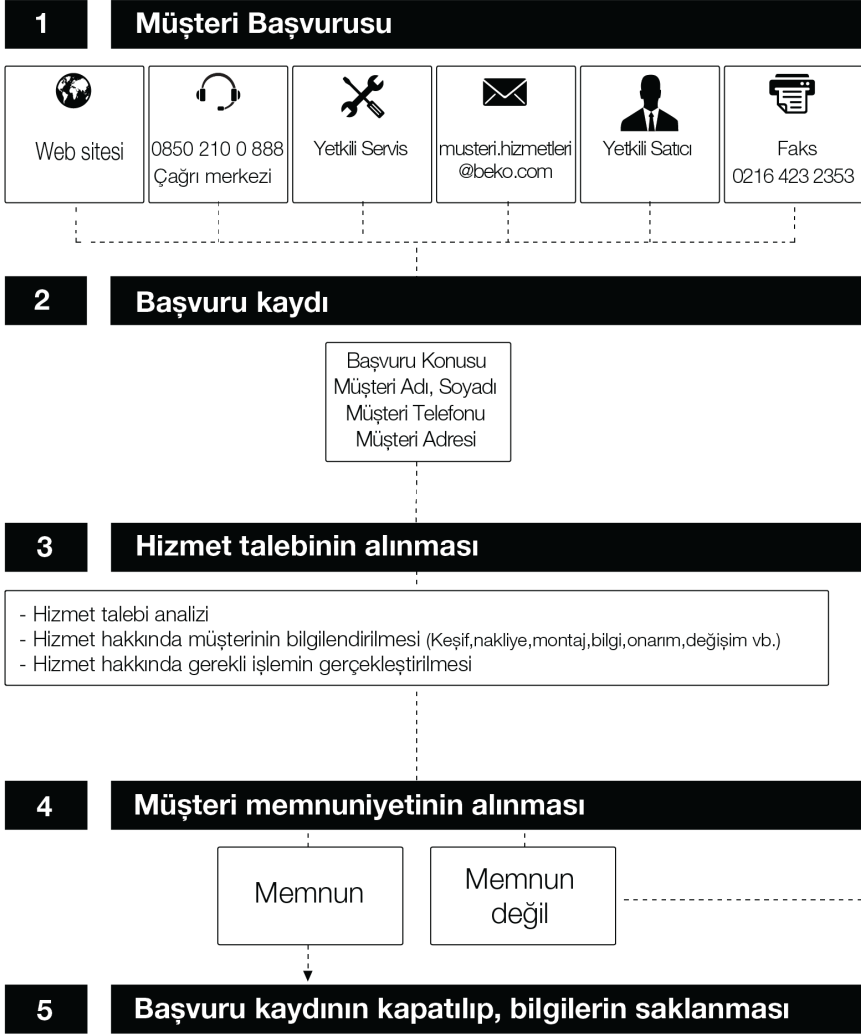 1 Müşteri Başvurusu
Web sitesi
0850 210 0 888
Çağrı merkezi
Yetkili Servis
musteri.hizmetleri
@beko.com
Yetkili Satıcı
Faks
0216 423 2353
2 Başvuru kaydı
Başvuru Konusu
Müşteri Adı, Soyadı
Müşteri Telefonu
Müşteri Adresi
3 Hizmet talebinin alınması
- Hizmet talebi analizi
- Hizmet hakkında müşterinin bilgilendirilmesi (Keşif,nakliye,montaj,bilgi,onarım,değişim vb.)
- Hizmet hakkında gerekli işlemin gerçekleştirilmesi
4 Müşteri memnuniyetinin alınması
Memnun
Memnun
değil
5 Başvuru kaydının kapatılıp, bilgilerin saklanması